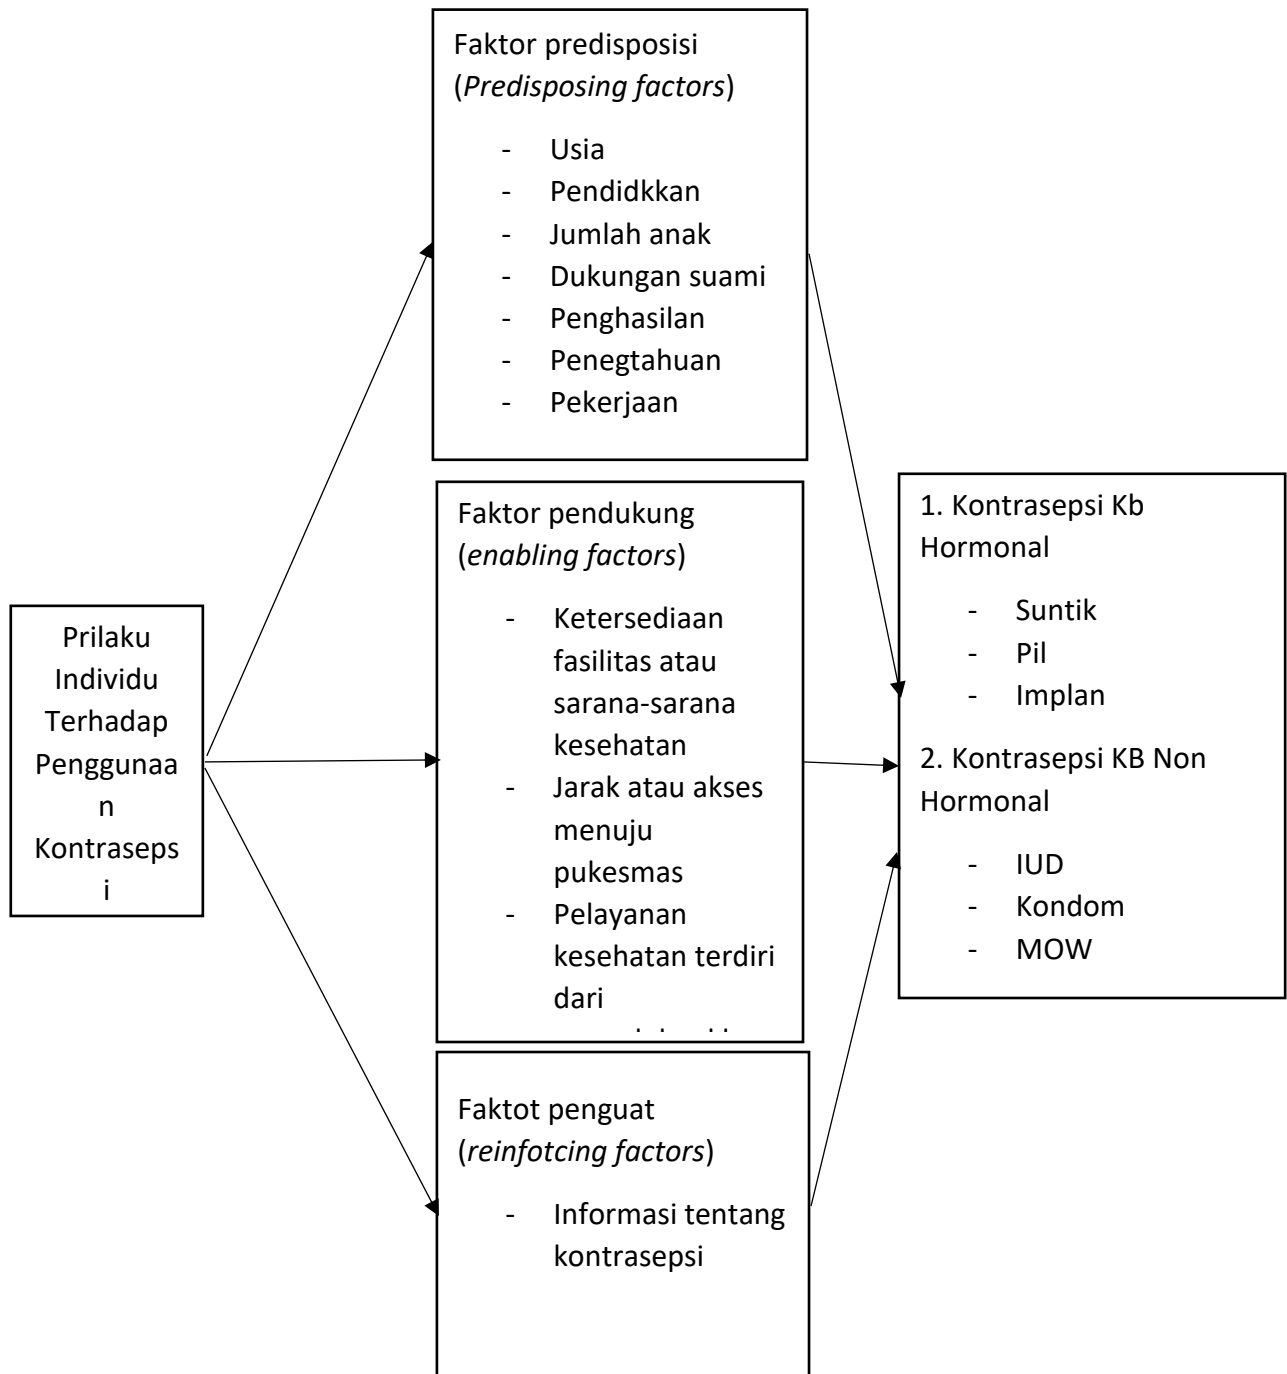 Faktor predisposisi
(Predisposing factors)
- Usia
- Pendidkkan
- Jumlah anak
- Dukungan suami
- Penghasilan
- Penegtahuan
- Pekerjaan
Faktor pendukung
(enabling factors)
- Ketersediaan
fasilitas atau
sarana-sarana
kesehatan
- Jarak atau akses
menuju
pukesmas
- Pelayanan
kesehatan terdiri
dari
Prilaku
Individu
Terhadap
Penggunaa
n
Kontraseps
i
Faktot penguat
(reinfotcing factors)
- Informasi tentang
kontrasepsi
1. Kontrasepsi Kb
Hormonal
- Suntik
- Pil
- Implan
2. Kontrasepsi KB Non
Hormonal
- IUD
- Kondom
- MOW